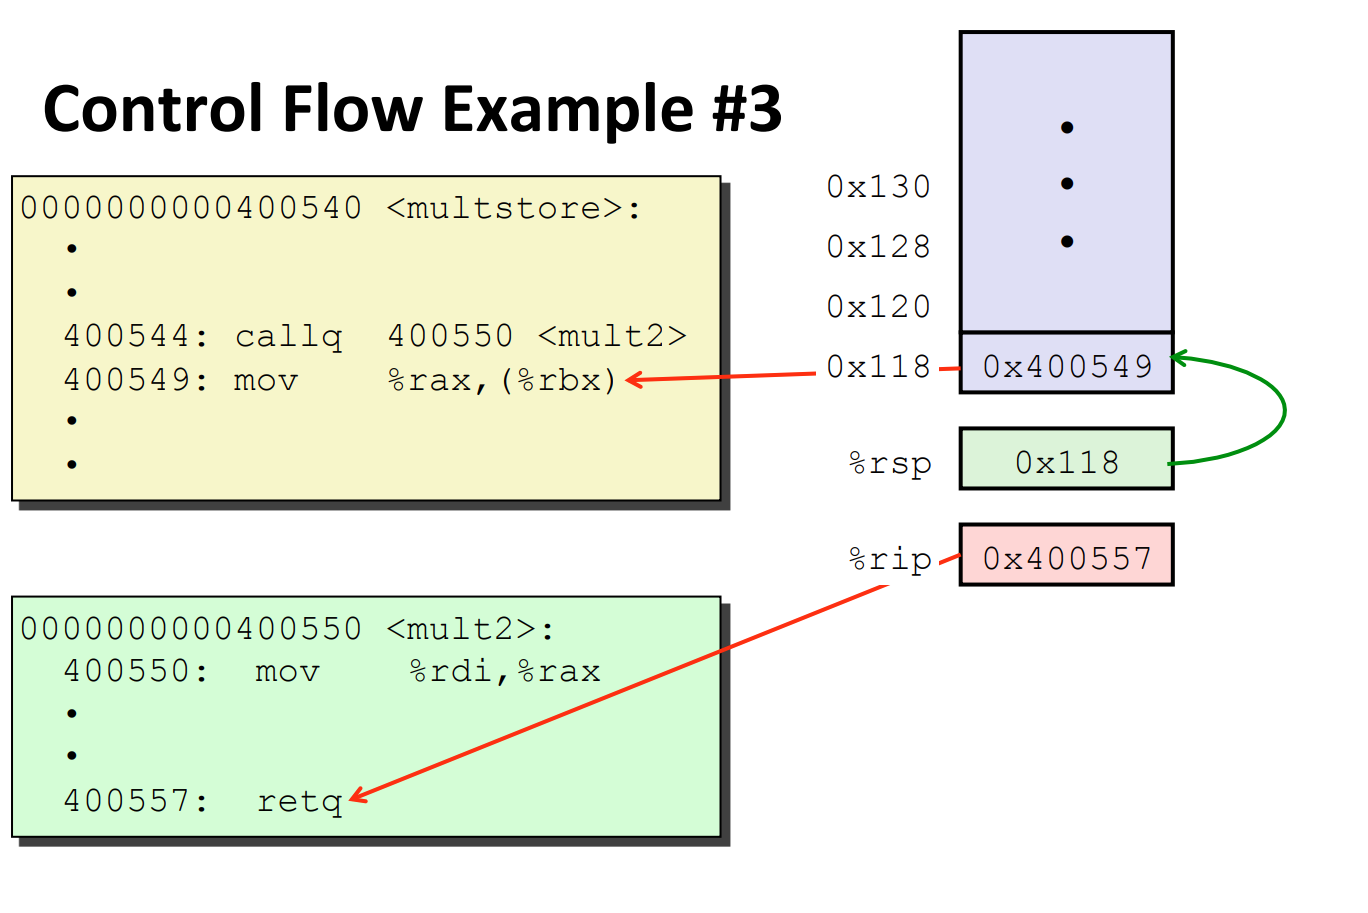 Control Flow Example #3
0000000000400540 <multstore>:
•
•
400544: callq 400550 <mult2>
400549: mov %rax,(%rbx)
•
•
0000000000400550 <mult2>:
400550: mov %rdi,%rax
•
•
400557: retq
•
•
•
0x130
0x128
0x120
0x118 0x400549
%rsp 0x118
%rip 0x400557